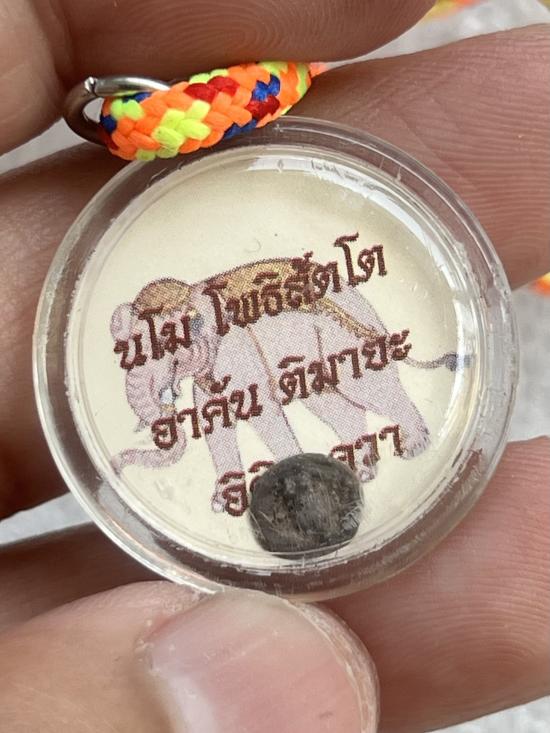 นโม โพธิสัตโต
อาคัน ติมายะ